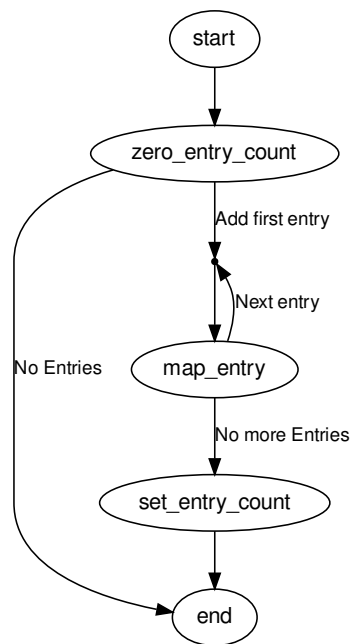 start
zero_entry_count
Add first entry
Next entry
No Entries
map_entry
No more Entries
set_entry_count
end